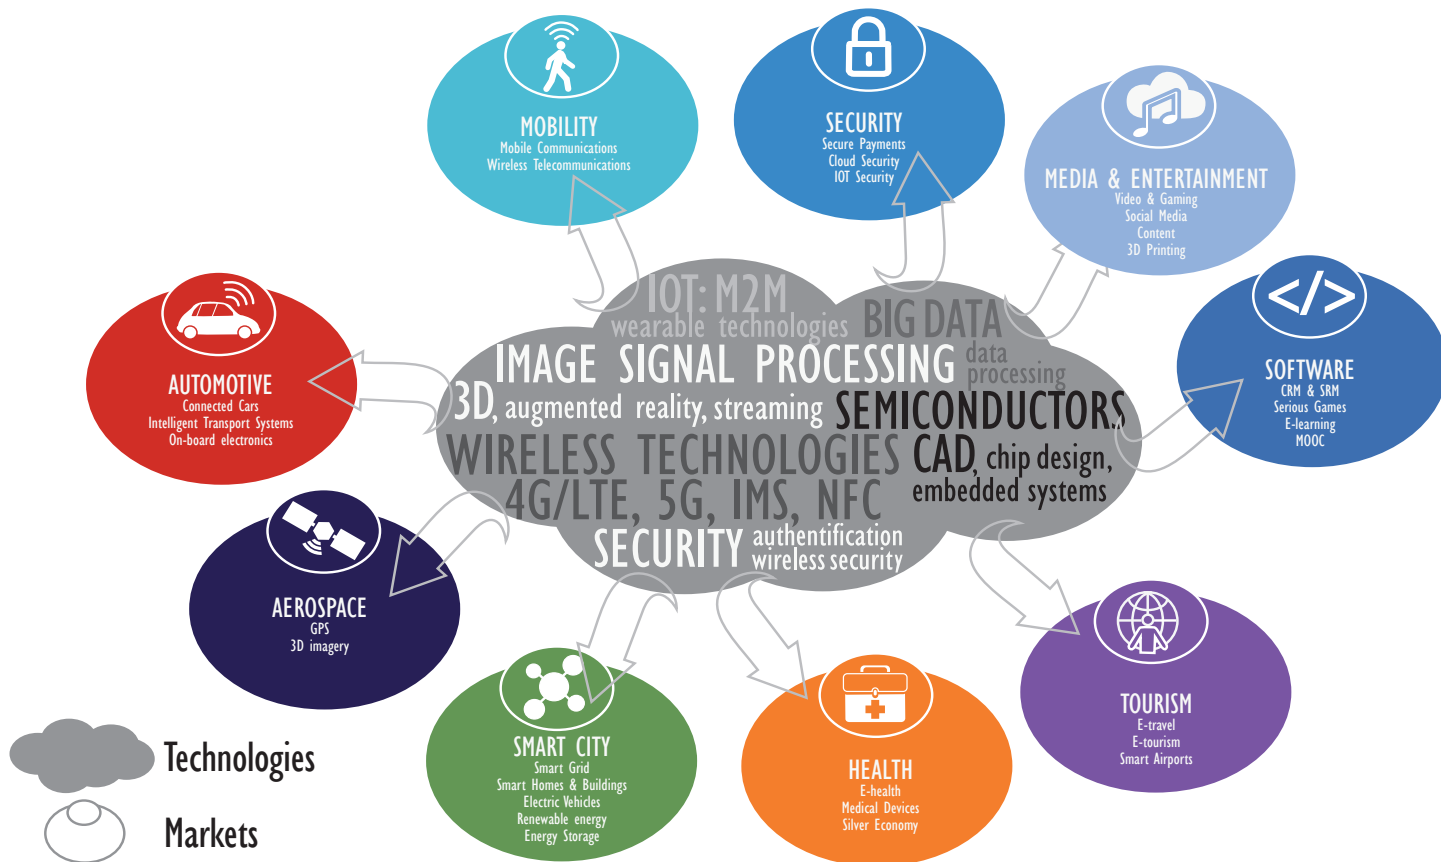 MOBILITY
Mobile Communications
Wireless Telecommunications
SECURITY
Secure Payments
Cloud Security
IOT Security
MEDIA & ENTERTAINMENT
Video & Gaming
Social Media
Content
3D Printing
</>
SOFTWARE
CRM & SRM
Serious Games
E-learning
MOOC
AUTOMOTIVE
Connected Cars
Intelligent Transport Systems
On-board electronics
IOT: M2M
wearable technologies
BIG DATA
data
processing
IMAGE SIGNAL PROCESSING
3D, augmented reality, streaming
SEMICONDUCTORS
CAD, chip design,
embedded systems
WIRELESS TECHNOLOGIES
4G/LTE, 5G, IMS, NFC
SECURITY
authentification
wireless security
AEROSPACE
GPS
3D imagery
SMART CITY
Smart Grid
Smart Homes & Buildings
Electric Vehicles
Renewable energy
Energy Storage
HEALTH
E-health
Medical Devices
Silver Economy
TOURISM
E-travel
E-tourism
Smart Airports
Technologies
Markets